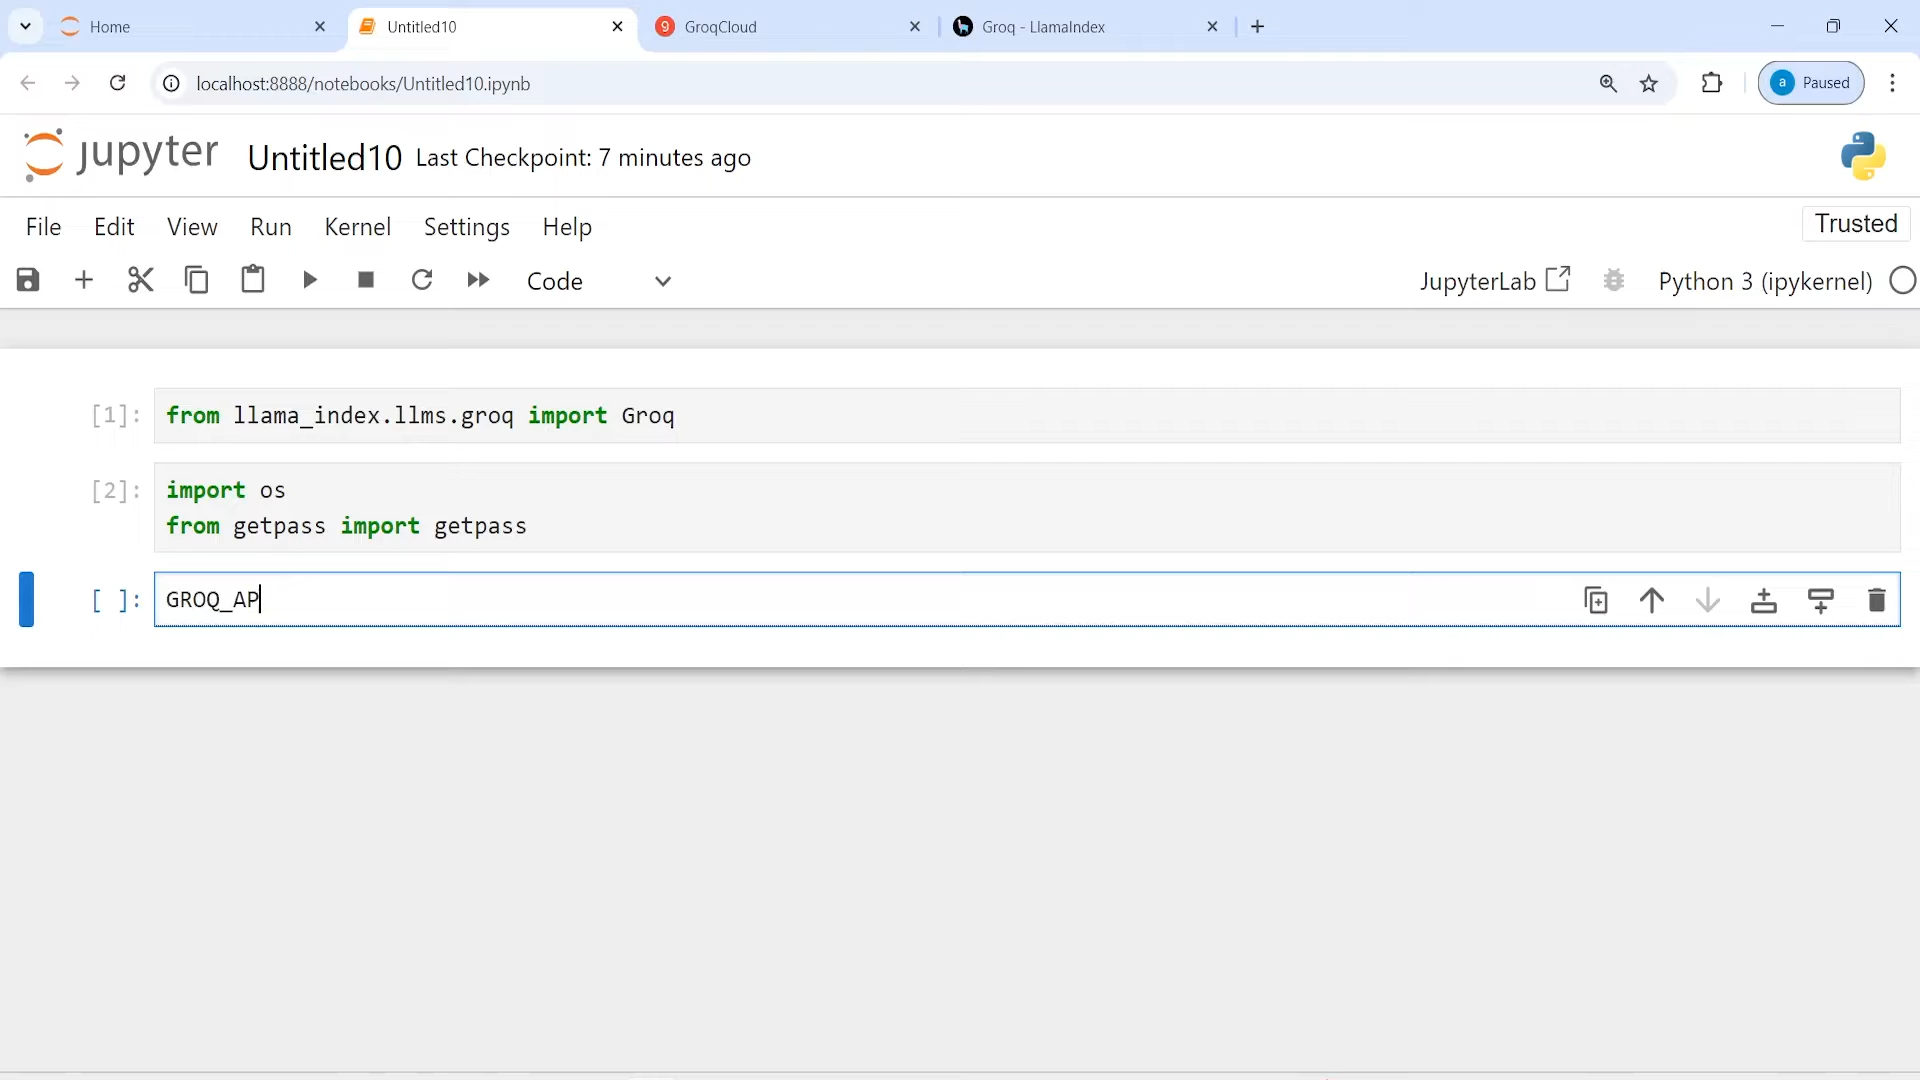 Home
Untitled10
GroqCloud
Groq - LlamaIndex
localhost:8888/notebooks/Untitled10.ipynb
a
Paused
jupyter
Untitled10
Last Checkpoint: 7 minutes ago
File
Edit
View
Run
Kernel
Settings
Help
Trusted
Code
JupyterLab
Python 3 (ipykernel)
[1]:
from llama_index.llms.groq import Groq
[2]:
import os
from getpass import getpass
[ ]:
GROQ_AP